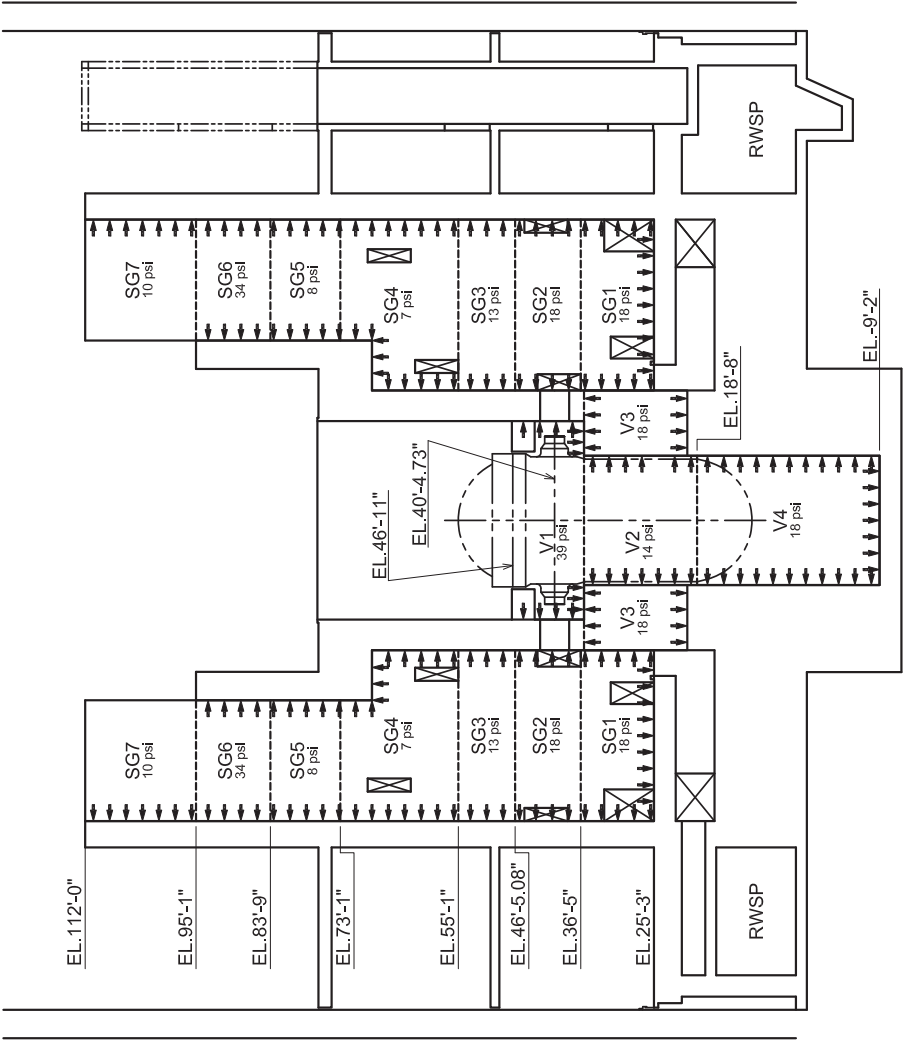 RWSP
SG7
10 psi
SG6
34 psl
SG5
8 psi
SG4
7 psi
SG3
13 psi
SG2
18 psl
SG1
18 psi
EL.-9'-2"
EL.18'-8"
V3
18 psi
EL.46'-11"
EL.40'-4.73"
V1
39 psi
V2
14 psi
V4
18 psi
V3
18 psi
SG7
10 psi
SG6
34 psl
SG5
8 psi
SG4
7 psi
SG3
13 psi
SG2
18 psl
SG1
18 psi
EL.112'-0"
EL.95'-1"
EL.83'-9"
EL.73'-1"
EL.55'-1"
EL.46'-5.08"
EL.36'-5"
EL.25'-3"
RWSP